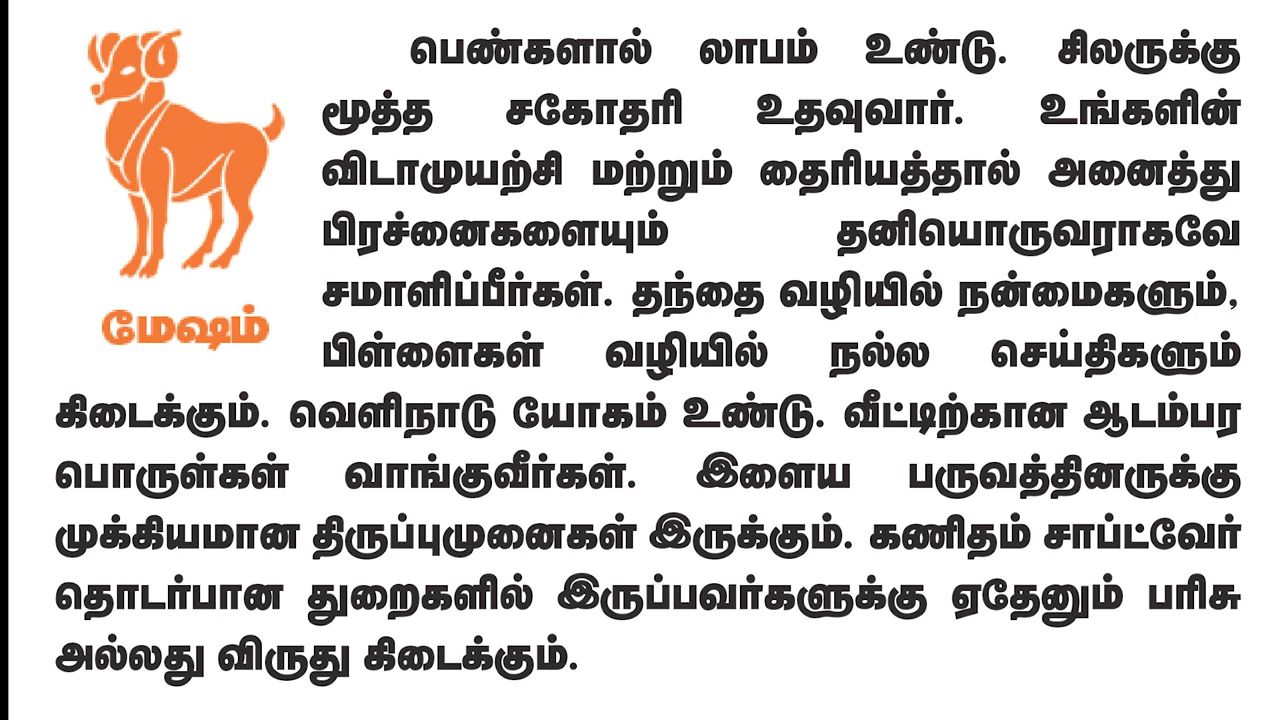 பெண்களால் லாபம் உண்டு. சிலருக்கு
மூத்த சகோதரி உதவுவார். உங்களின்
விடாமுயற்சி மற்றும் தைரியத்தால் அனைத்து
பிரச்னைகளையும் தனியொருவராகவே
சமாளிப்பீர்கள். தந்தை வழியில் நன்மைகளும்,
மேஷம்
பிள்ளைகள் வழியில் நல்ல செய்திகளும்
கிடைக்கும். வெளிநாடு யோகம் உண்டு. வீட்டிற்கான ஆடம்பர
பொருள்கள் வாங்குவீர்கள். இளைய பருவத்தினருக்கு
முக்கியமான திருப்புமுனைகள் இருக்கும். கணிதம் சாப்ட்வேர்
தொடர்பான துறைகளில் இருப்பவர்களுக்கு ஏதேனும் பரிசு
அல்லது விருது கிடைக்கும்.